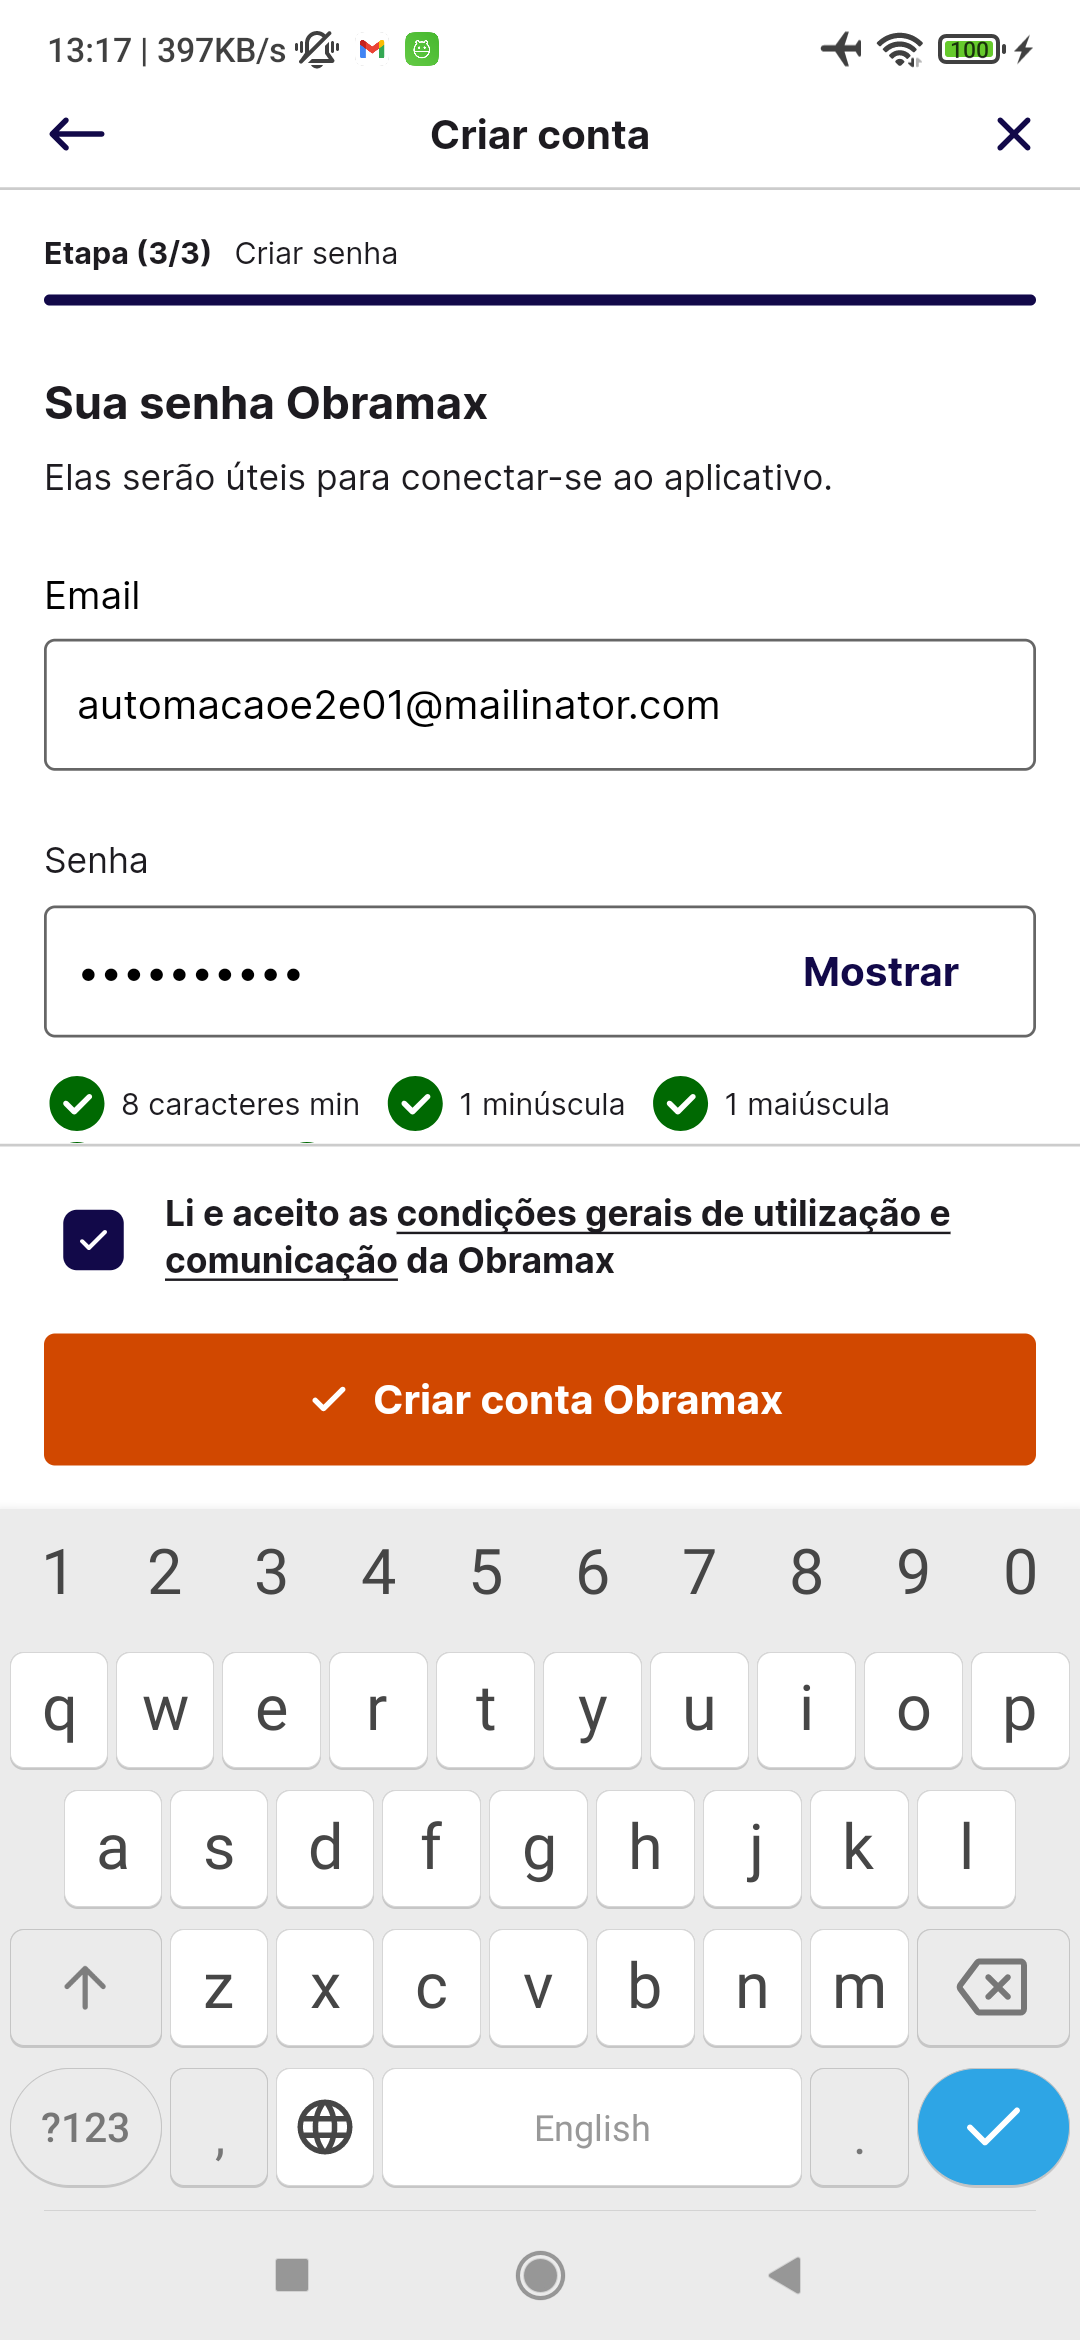 13:17 | 397KB/s
100
Criar conta
Etapa (3/3) Criar senha
Sua senha Obramax
Elas serão úteis para conectar-se ao aplicativo.
Email
automacaoe2e01@mailinator.com
Senha
•••••••••• Mostrar
8 caracteres min 1 minúscula 1 maiúscula
Li e aceito as condições gerais de utilização e
comunicação da Obramax
Criar conta Obramax
1 2 3 4 5 6 7 8 9 0
q w e r t y u i o p
a s d f g h j k l
z x c v b n m
?123 , English .